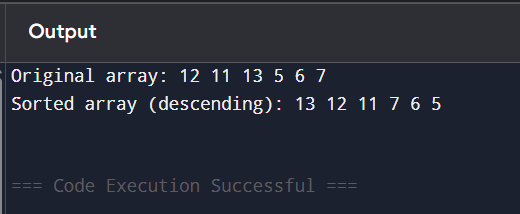 Output
Original array: 12 11 13 5 6 7
Sorted array (descending): 13 12 11 7 6 5
=== Code Execution Successful ===